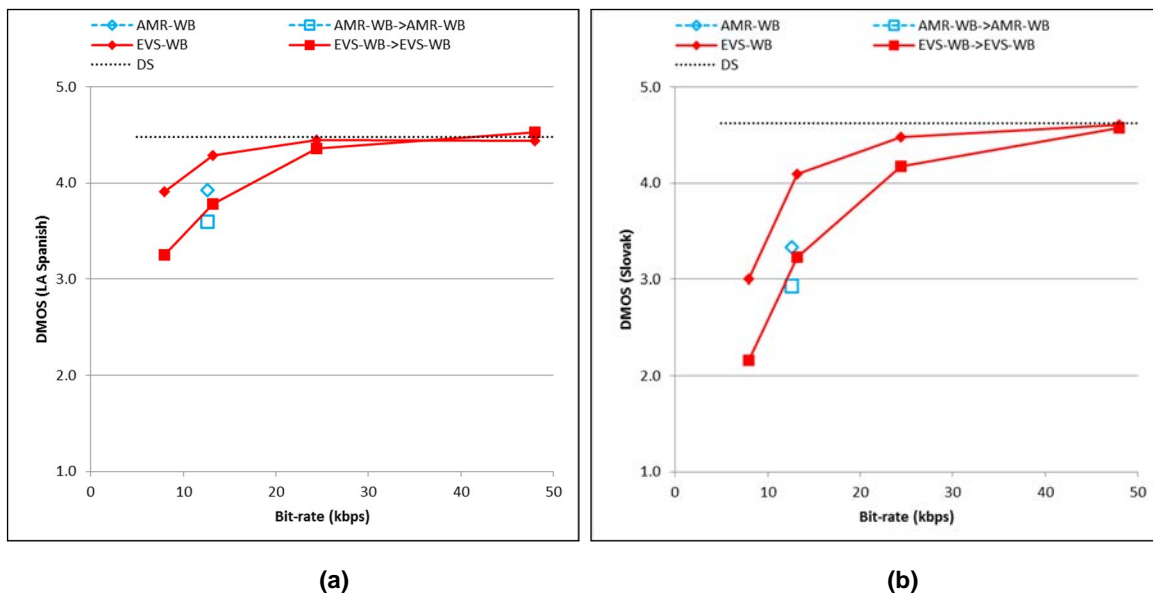 AMR-WB AMR-WB->AMR-WB
EVS-WB EVS-WB->EVS-WB
DS
5.0
4.0
3.0
2.0
1.0
DMOS (LA Spanish)
0 10 20 30 40 50
Bit-rate (kbps)
(a)
AMR-WB AMR-WB->AMR-WB
EVS-WB EVS-WB->EVS-WB
DS
5.0
4.0
3.0
2.0
1.0
DMOS (Slovak)
0 10 20 30 40 50
Bit-rate (kbps)
(b)